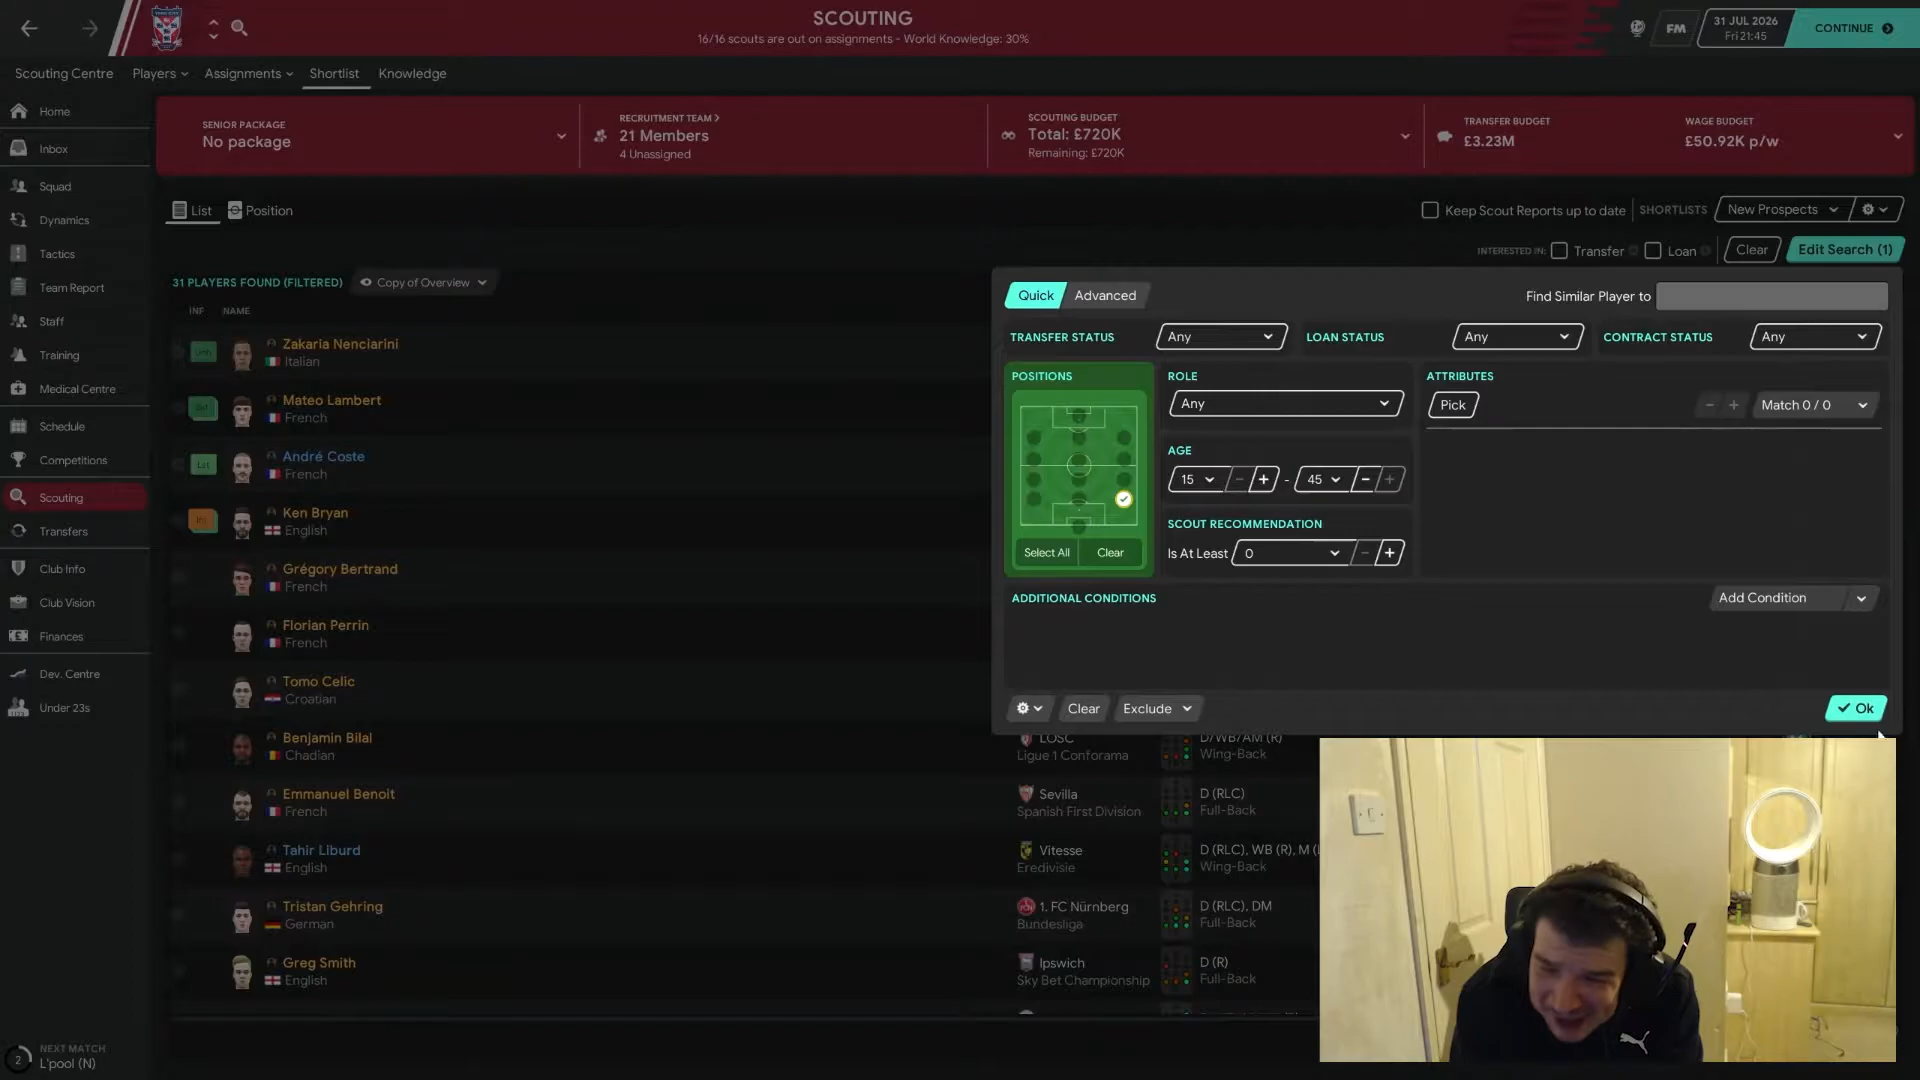 SCOUTING
16/16 scouts are out on assignments - World Knowledge: 30%
FM
31 JUL 2026
Fri 21:45
CONTINUE
Scouting Centre Players Assignments Shortlist Knowledge
Home
Inbox
Squad
Dynamics
Tactics
Team Report
Staff
Training
Medical Centre
Schedule
Competitions
Scouting
Transfers
Club Info
Club Vision
Finances
Dev. Centre
Under 23s
2
NEXT MATCH
L'pool (N)
SENIOR PACKAGE
No package
RECRUITMENT TEAM >
21 Members
4 Unassigned
SCOUTING BUDGET
Total: £720K
Remaining: £720K
TRANSFER BUDGET
£3.23M
WAGE BUDGET
£50.92K p/w
List Position
Keep Scout Reports up to date SHORTLISTS New Prospects
INTERESTED IN: Transfer Loan Clear Edit Search (1)
31 PLAYERS FOUND (FILTERED) Copy of Overview
INF NAME
Zakaria Nenciarini
Italian
Mateo Lambert
French
Lst
André Coste
French
Inj
Ken Bryan
English
Grégory Bertrand
French
Florian Perrin
French
Tomo Celic
Croatian
Benjamin Bilal
Chadian
LOSC
Ligue 1 Conforama
D/WB/AM (R)
Wing-Back
Emmanuel Benoit
French
Sevilla
Spanish First Division
D (RLC)
Full-Back
Tahir Liburd
English
Vitesse
Eredivisie
D (RLC), WB (R), M (
Wing-Back
Tristan Gehring
German
1. FC Nürnberg
Bundesliga
D (RLC), DM
Full-Back
Greg Smith
English
Ipswich
Sky Bet Championship
D (R)
Full-Back
Quick Advanced
Find Similar Player to
TRANSFER STATUS Any LOAN STATUS Any CONTRACT STATUS Any
POSITIONS
Select All Clear
ROLE
Any
AGE
15 - + - 45 - +
SCOUT RECOMMENDATION
Is At Least 0 - +
ATTRIBUTES
Pick - + Match 0 / 0
ADDITIONAL CONDITIONS Add Condition
Clear Exclude Ok